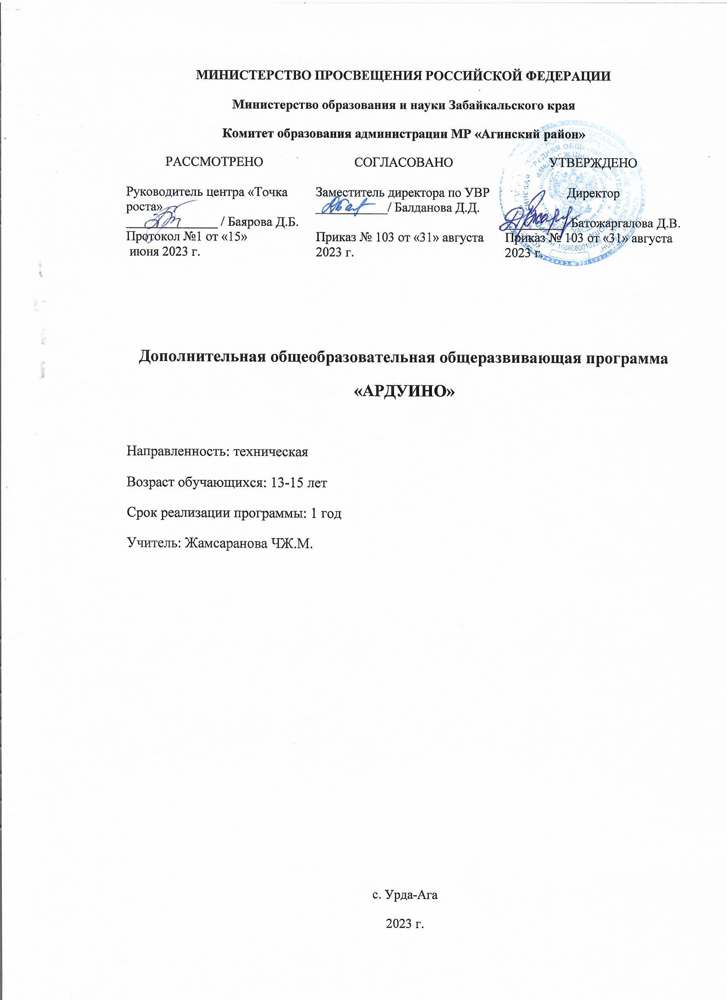 МИНИСТЕРСТВО ПРОСВЕЩЕНИЯ РОССИЙСКОЙ ФЕДЕРАЦИИ
Министерство образования и науки Забайкальского края
Комитет образования администрации МР «Агинский район»
РАССМОТРЕНО
Руководитель центра «Точка
роста»
______________ / Баярова Д.Б.
Протокол №1 от «15»
июня 2023 г.
СОГЛАСОВАНО
Заместитель директора по УВР
___________/ Балданова Д.Д.
Приказ № 103 от «31» августа
2023 г.
УТВЕРЖДЕНО
Директор
__________/ Батожаргалова Д.В.
Приказ № 103 от «31» августа
2023 г.
Дополнительная общеобразовательная общеразвивающая программа
«АРДУИНО»
Направленность: техническая
Возраст обучающихся: 13-15 лет
Срок реализации программы: 1 год
Учитель: Жамсаранова ЧЖ.М.
с. Урда-Ага
2023 г.